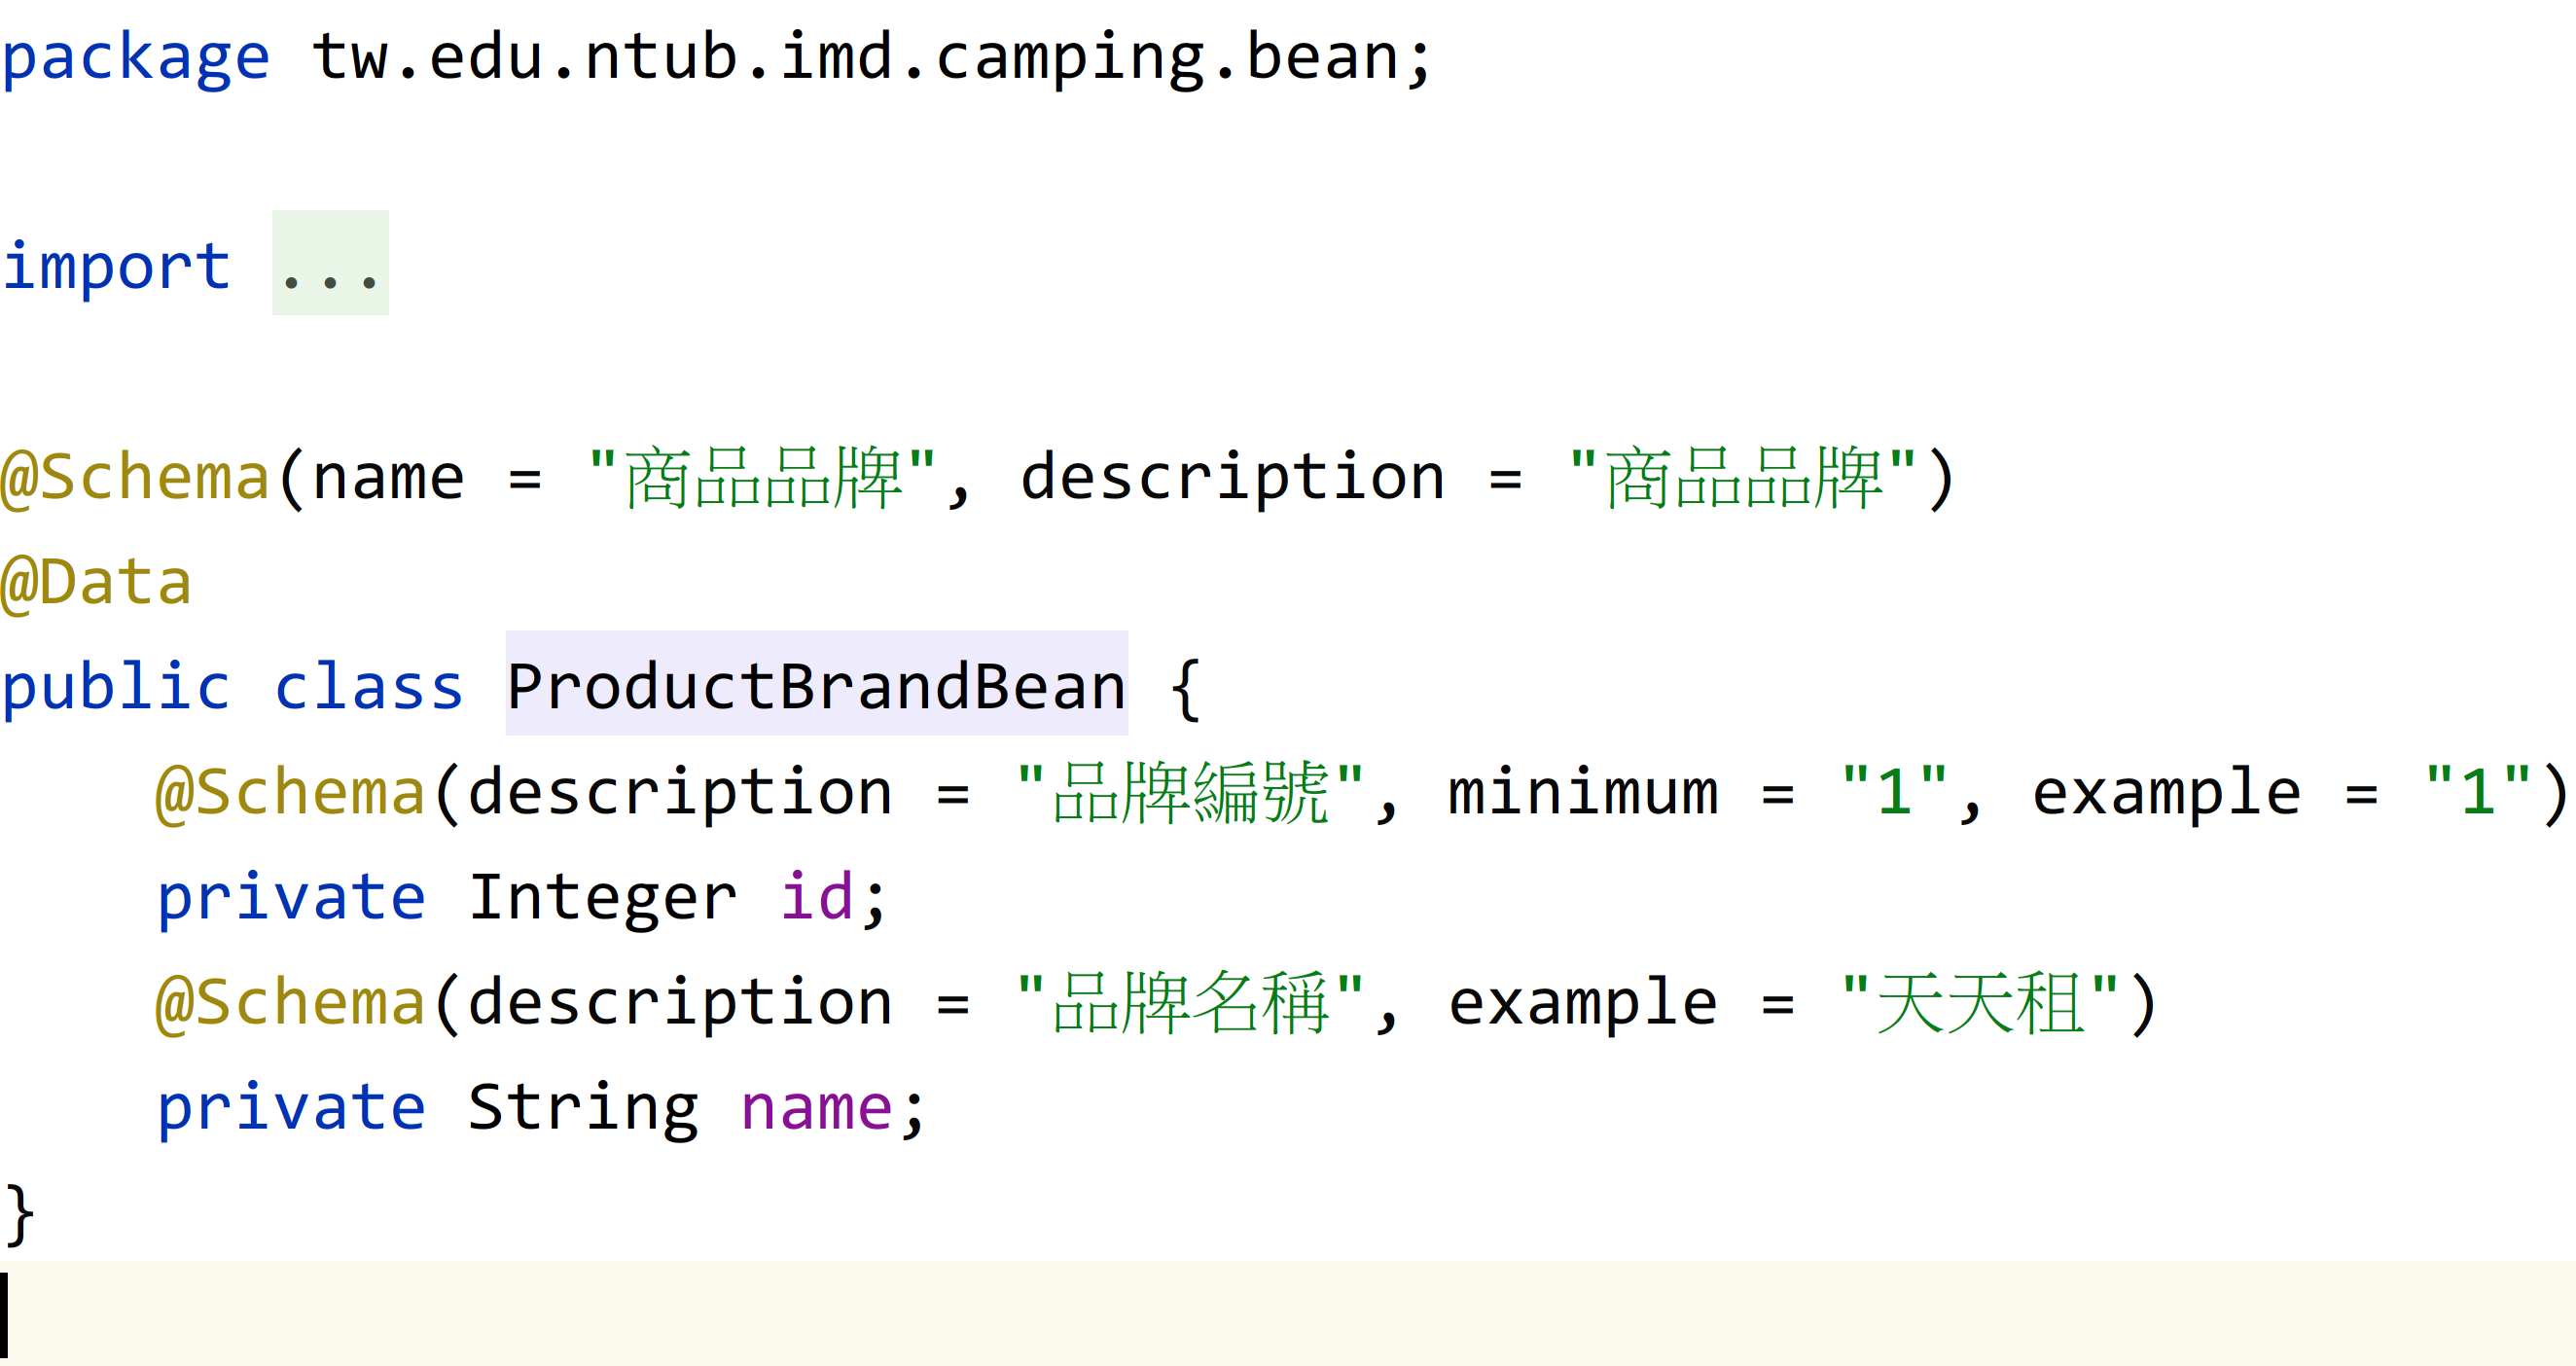 package tw.edu.ntub.imd.camping.bean;
import ...
@Schema(name = "商品品牌", description = "商品品牌")
@Data
public class ProductBrandBean {
@Schema(description = "品牌編號", minimum = "1", example = "1")
private Integer id;
@Schema(description = "品牌名稱", example = "天天租")
private String name;
}